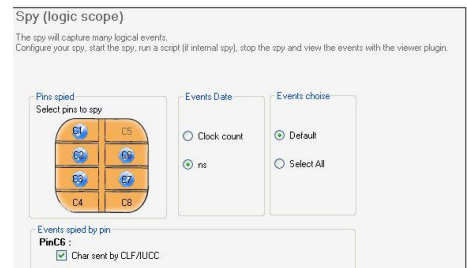 Spy (logic scope)
The spy will capture many logical events.
Configure your spy, start the spy, run a script (if internal spy), stop the spy and view the events with the viewer plugin.
Pins spied
Select pins to spy
C1 C5
C2 C6
C3 C7
C4 C8
Events Date
Clock count
ns
Events choise
Default
Select All
Events spied by pin
PinC6 :
Char sent by CLF/IUCC